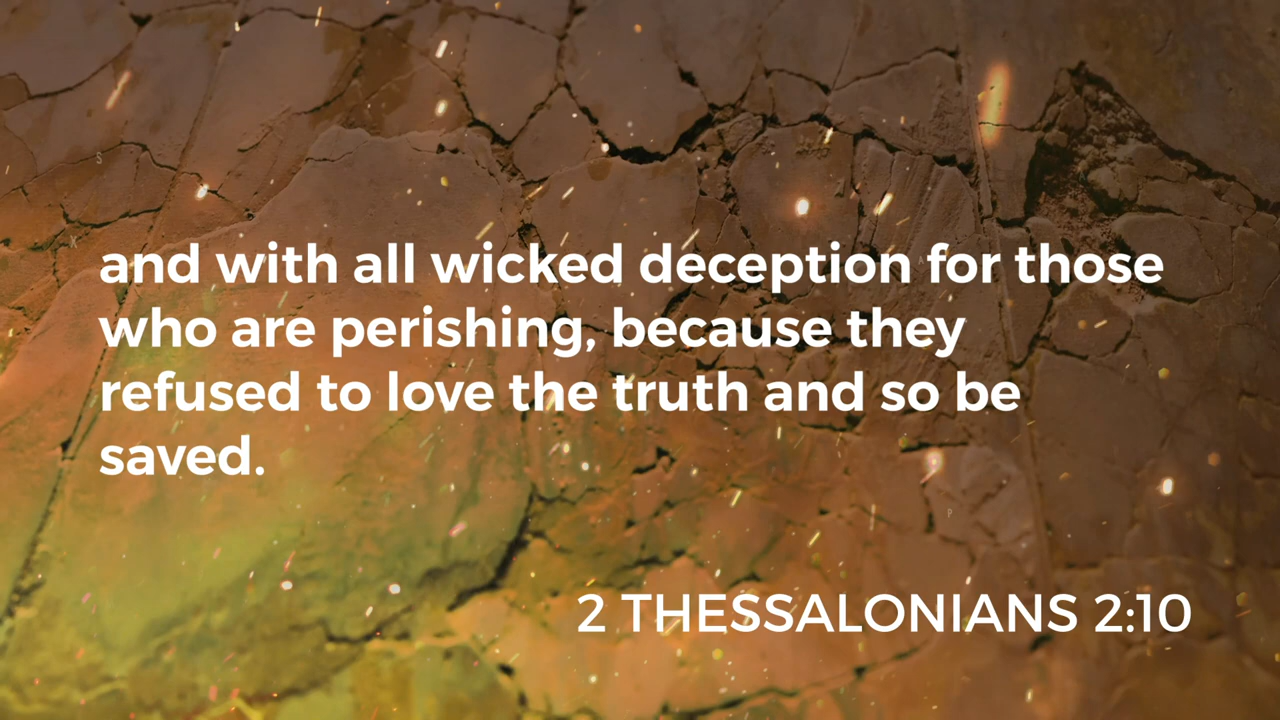 and with all wicked deception for those
who are perishing, because they
refused to love the truth and so be
saved.
2 THESSALONIANS 2:10